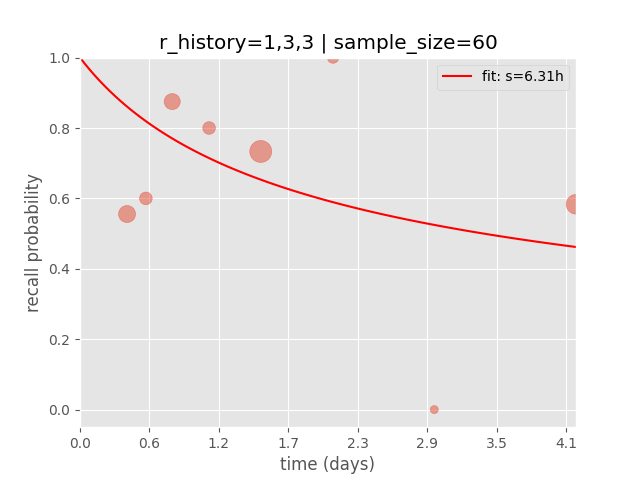 r_history=1,3,3 | sample_size=60
fit: s=6.31h
1.0
0.8
0.6
0.4
0.2
0.0
recall probability
0.0 0.6 1.2 1.7 2.3 2.9 3.5 4.1
time (days)